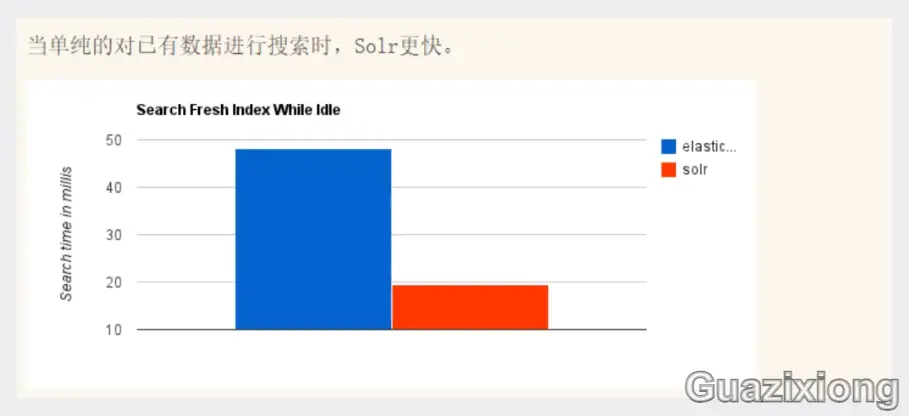 当单纯的对已有数据进行搜索时，Solr更快。
Search Fresh Index While Idle
50
40
30
20
10
Search time in millis
elastic...
solr
Guazixiong